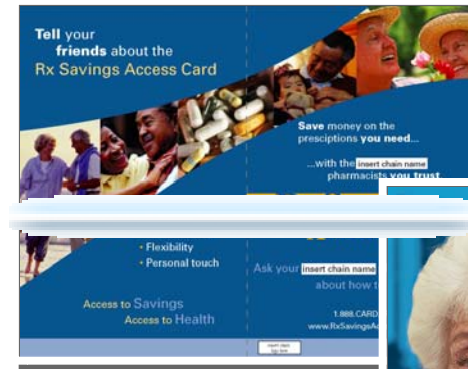 Tell your
friends about the
Rx Savings Access Card
Save money on the
presciptions you need...
...with the insert chain name
pharmacists you trust
• Flexibility
• Personal touch
Access to Savings
Access to Health
Ask your insert chain name
about how t
1.888.CARD
www.RxSavingsA